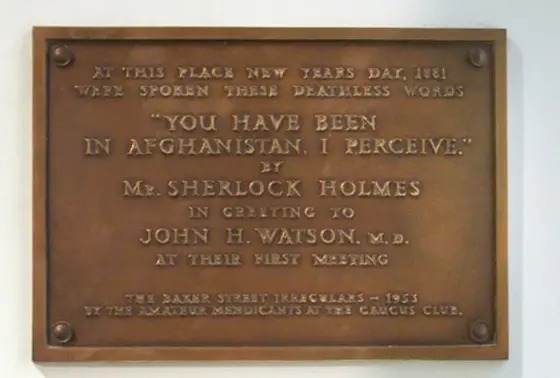 AT THIS PLACE NEW YEARS DAY, 1881
WERE SPOKEN THESE DEATHLESS WORDS
"YOU HAVE BEEN
IN AFGHANISTAN, I PERCEIVE."
BY
MR. SHERLOCK HOLMES
IN GREETING TO
JOHN H. WATSON, M.D.
AT THEIR FIRST MEETING
THE BAKER STREET IRREGULARS – 1953
BY THE AMATEUR MENDICANTS AT THE CAUCUS CLUB.